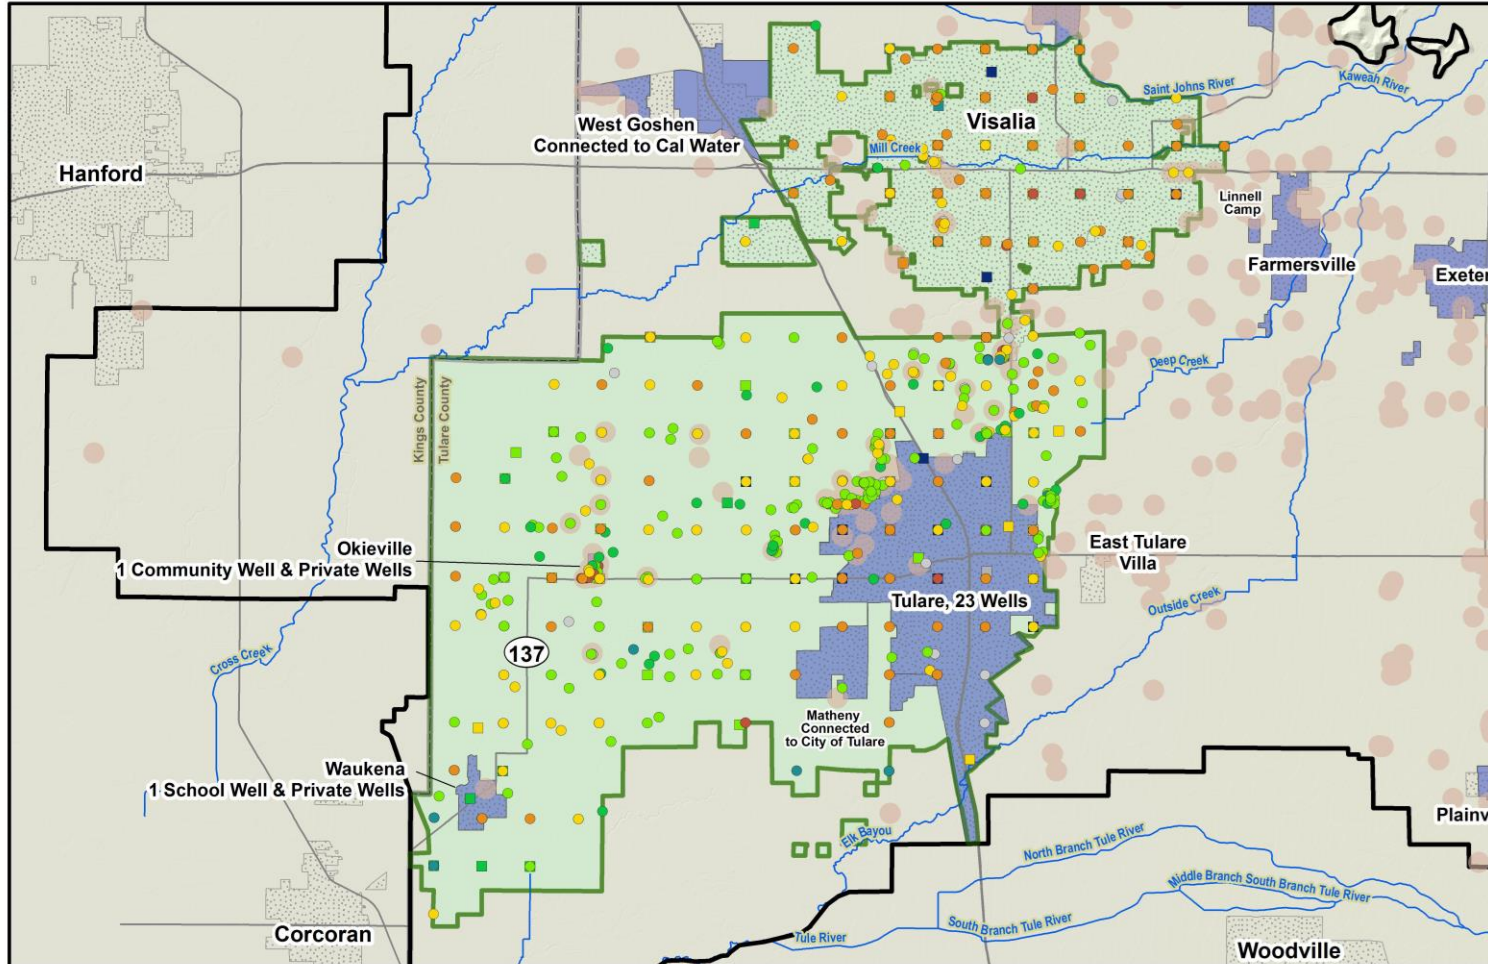 Saint Johns River
Kaweah River
West Goshen
Connected to Cal Water
Visalia
Mill Creek
Hanford
Linnell
Camp
Farmersville
Exeter
Deep Creek
Kings County
Tulare County
Okieville
1 Community Well & Private Wells
East Tulare
Villa
Tulare, 23 Wells
Outside Creek
137
Cross Creek
Matheny
Connected
to City of Tulare
Waukena
1 School Well & Private Wells
Plainv
Elk Bayou
North Branch Tule River
Middle Branch South Branch Tule River
South Branch Tule River
Tule River
Corcoran
Woodville